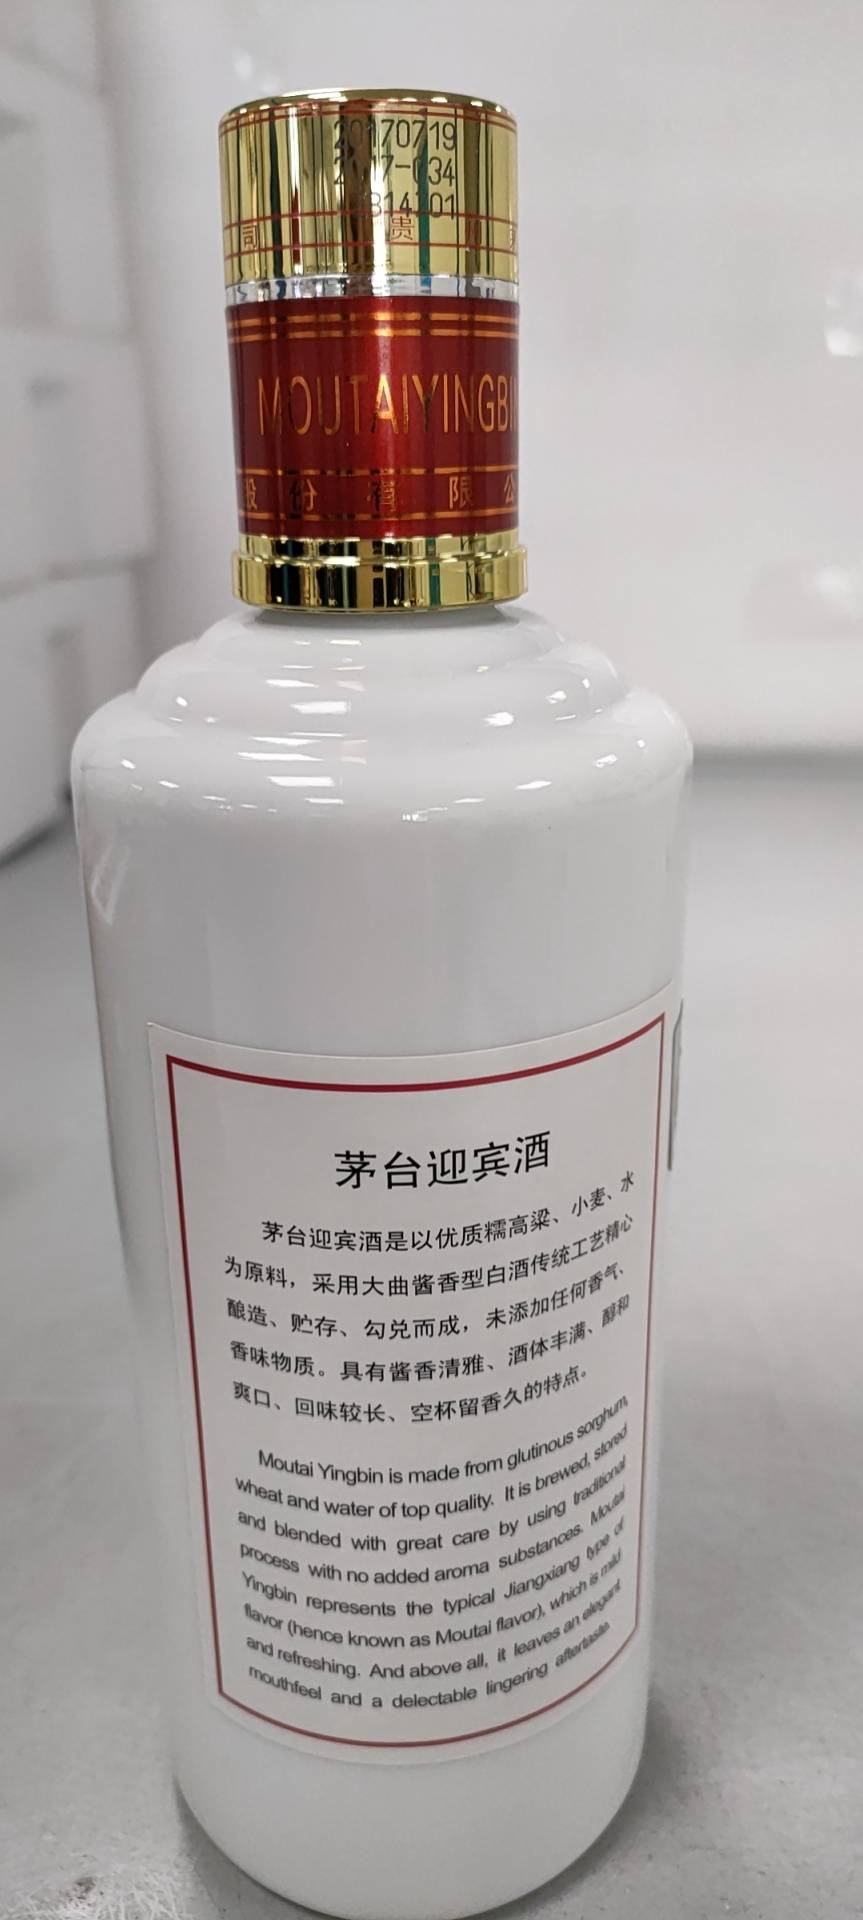 20170719
2017-034
司 贵 州
MOUTAIYINGBIN
股份有限公
茅台迎宾酒
茅台迎宾酒是以优质糯高粱、小麦、水
为原料，采用大曲酱香型白酒传统工艺精心
酿造、贮存、勾兑而成，未添加任何香气、
香味物质。具有酱香清雅、酒体丰满、醇和
爽口、回味较长、空杯留香久的特点。
Moutai Yingbin is made from glutinous sorghum,
wheat and water of top quality. It is brewed, stored
and blended with great care by using traditional
process with no added aroma substances. Moutai
Yingbin represents the typical Jiangxiang type of
flavor (hence known as Moutai flavor), which is mild
and refreshing. And above all, it leaves an elegant
mouthfeel and a delectable lingering aftertaste.